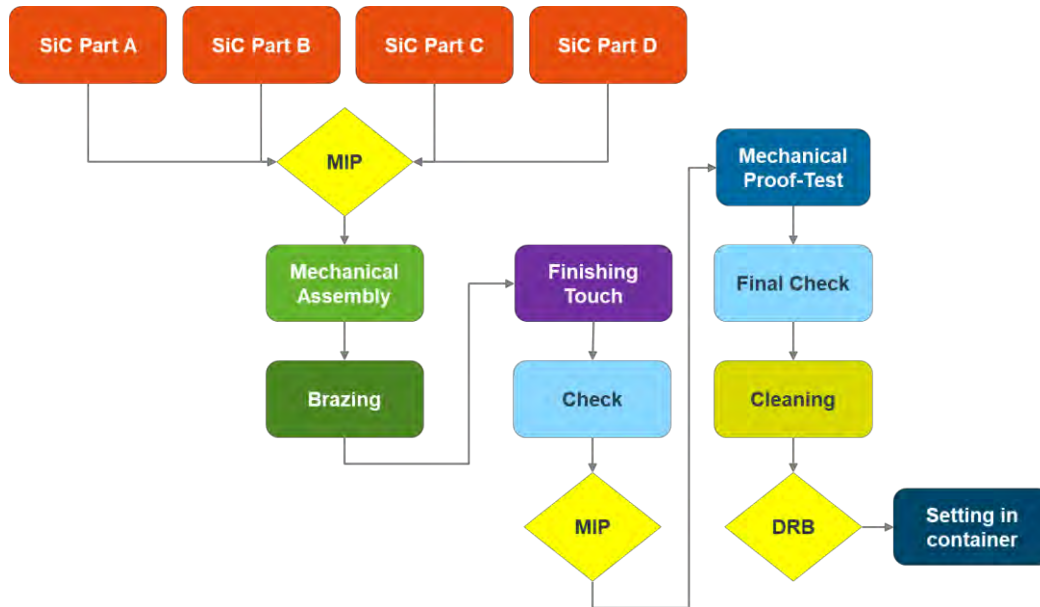 SiC Part A
SiC Part B
SiC Part C
SiC Part D
MIP
Mechanical
Assembly
Brazing
Finishing
Touch
Check
MIP
Mechanical
Proof-Test
Final Check
Cleaning
DRB
Setting in
container